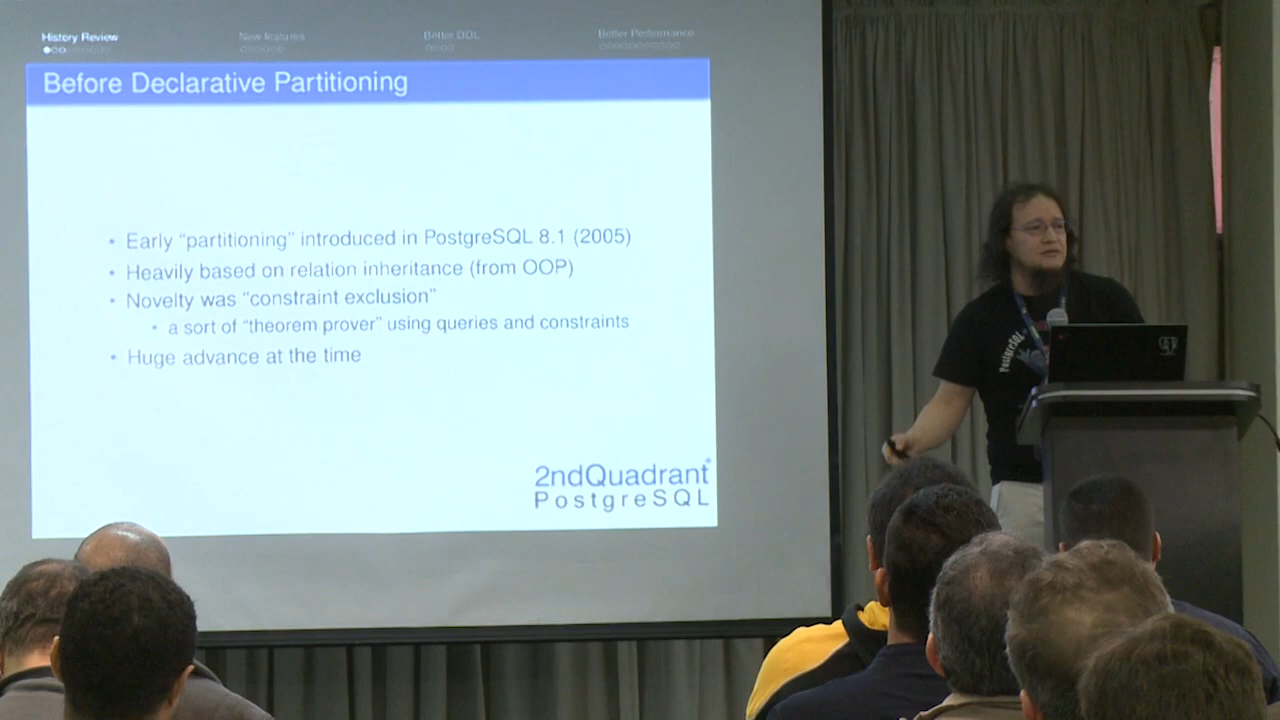 History Review
New features
Better DDL
Better Performance
Before Declarative Partitioning
• Early “partitioning” introduced in PostgreSQL 8.1 (2005)
• Heavily based on relation inheritance (from OOP)
• Novelty was “constraint exclusion”
• a sort of “theorem prover” using queries and constraints
• Huge advance at the time
2ndQuadrant
PostgreSQL
PostgreSQL